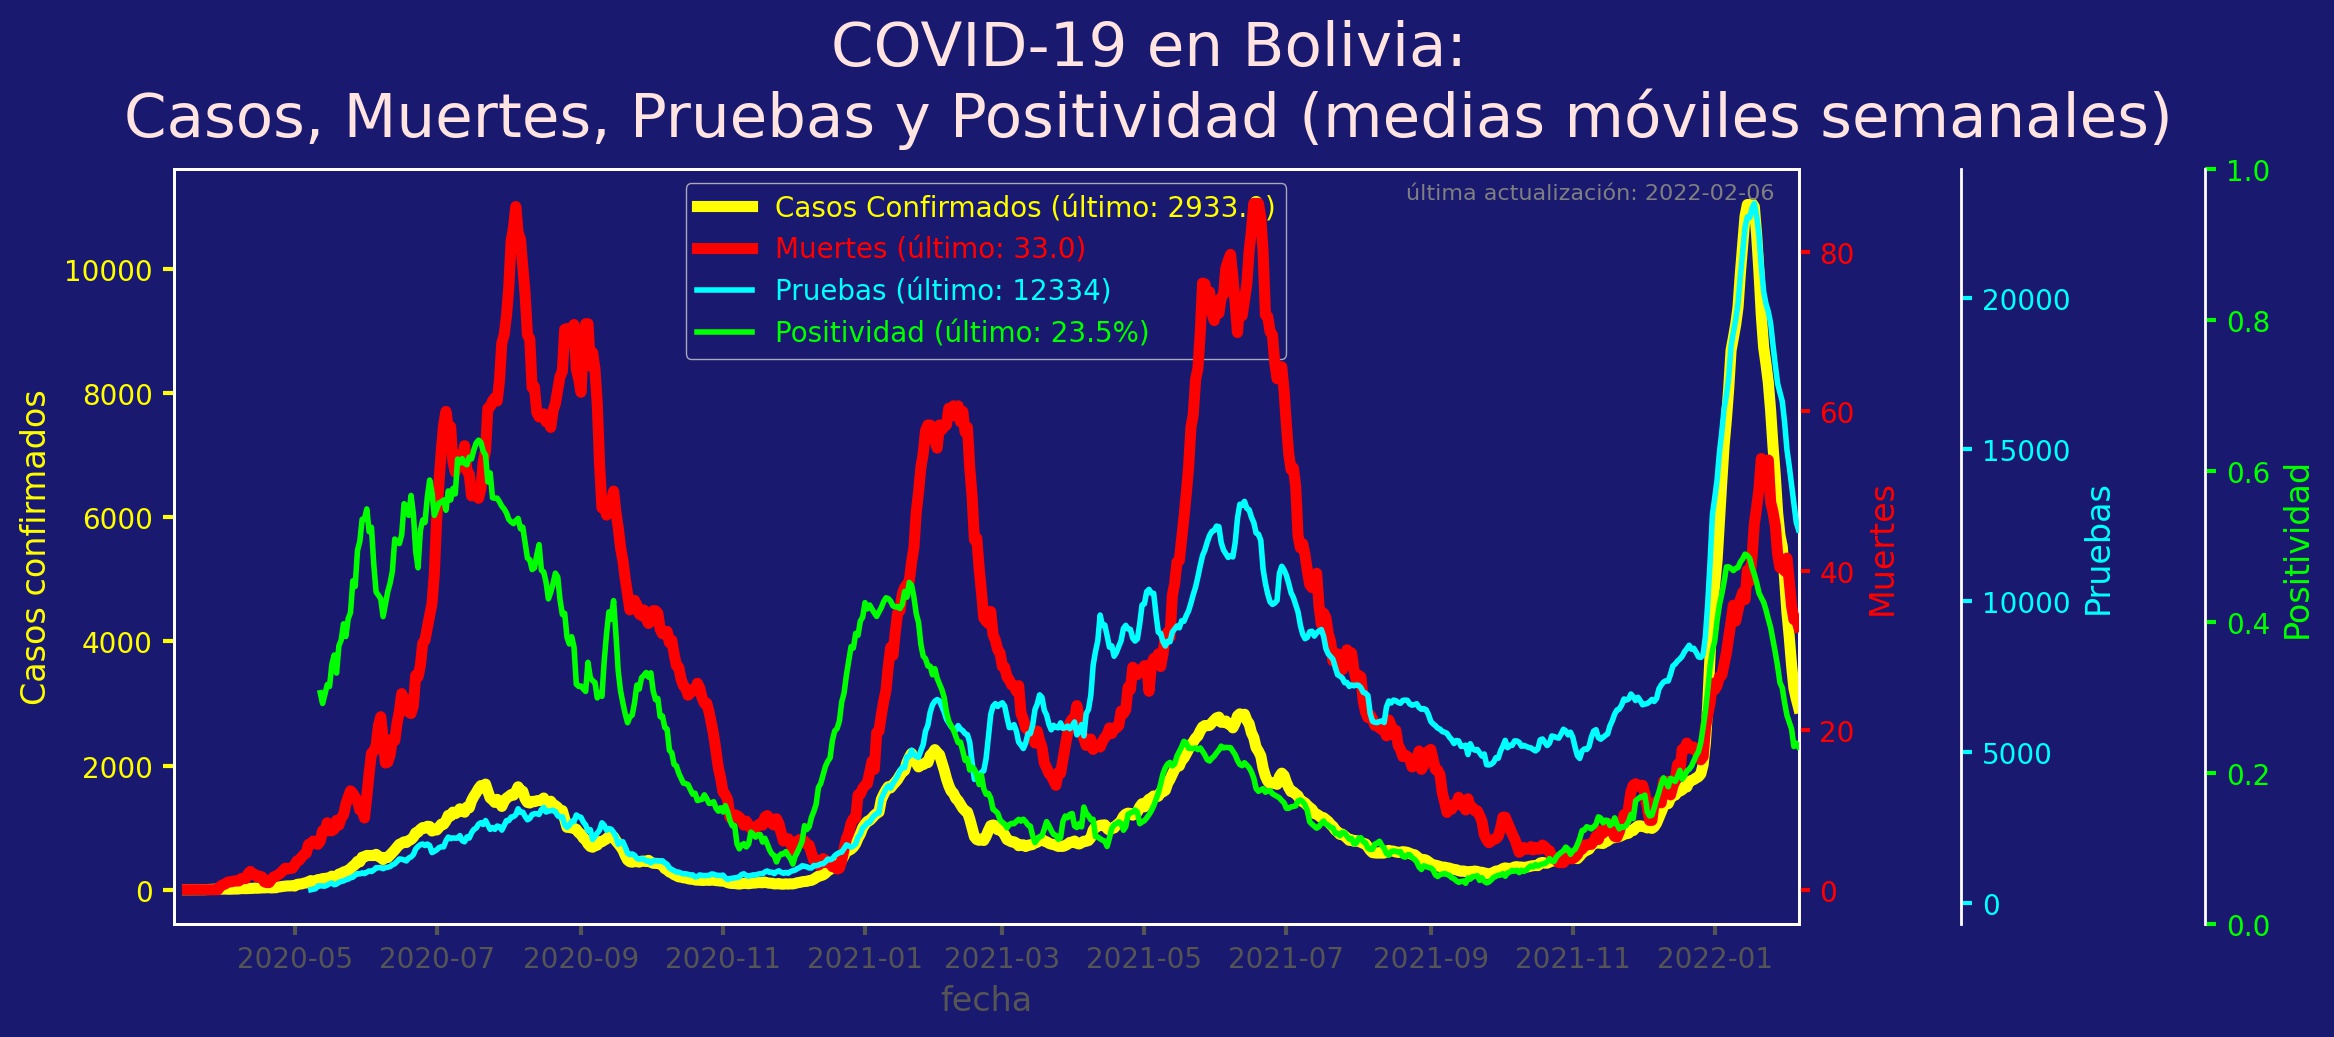 COVID-19 en Bolivia:
Casos, Muertes, Pruebas y Positividad (medias móviles semanales)
última actualización: 2022-02-06
Casos Confirmados (último: 2933.0)
Muertes (último: 33.0)
Pruebas (último: 12334)
Positividad (último: 23.5%)
Casos confirmados
10000
8000
6000
4000
2000
0
Muertes
80
60
40
20
0
Pruebas
20000
15000
10000
5000
0
Positividad
1.0
0.8
0.6
0.4
0.2
0.0
2020-05 2020-07 2020-09 2020-11 2021-01 2021-03 2021-05 2021-07 2021-09 2021-11 2022-01
fecha